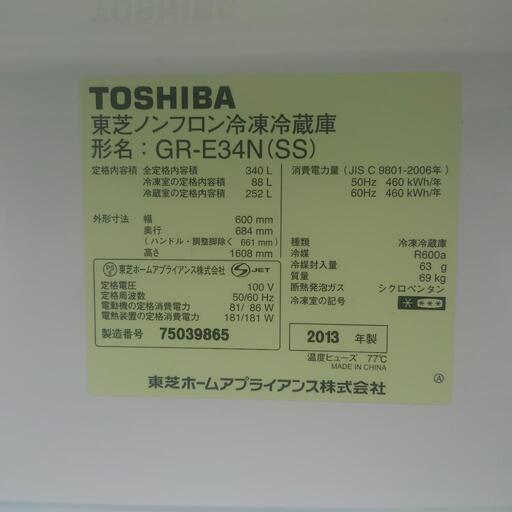 TOSHIBA
東芝ノンフロン冷凍冷蔵庫
形名：GR-E34N(SS)
定格内容積 全定格内容積 340 L
冷凍室の定格内容積 88 L
冷蔵室の定格内容積 252 L
外形寸法 幅 600 mm
奥行 684 mm
(ハンドル・調整脚除く 661 mm)
高さ 1608 mm
東芝ホームアプライアンス株式会社 JET
定格電圧 100 V
定格周波数 50/60 Hz
電動機の定格消費電力 81/ 86 W
電熱装置の定格消費電力 181/181 W
製造番号 75039865
消費電力量 (JIS C 9801-2006年)
50Hz 460 kWh/年
60Hz 460 kWh/年
種類 冷凍冷蔵庫
冷媒 R600a
冷媒封入量 63 g
質量 69 kg
断熱発泡ガス シクロペンタン
冷凍室の記号
2013 年製
温度ヒューズ 77℃
MADE IN CHINA
東芝ホームアプライアンス株式会社
Ⓐ